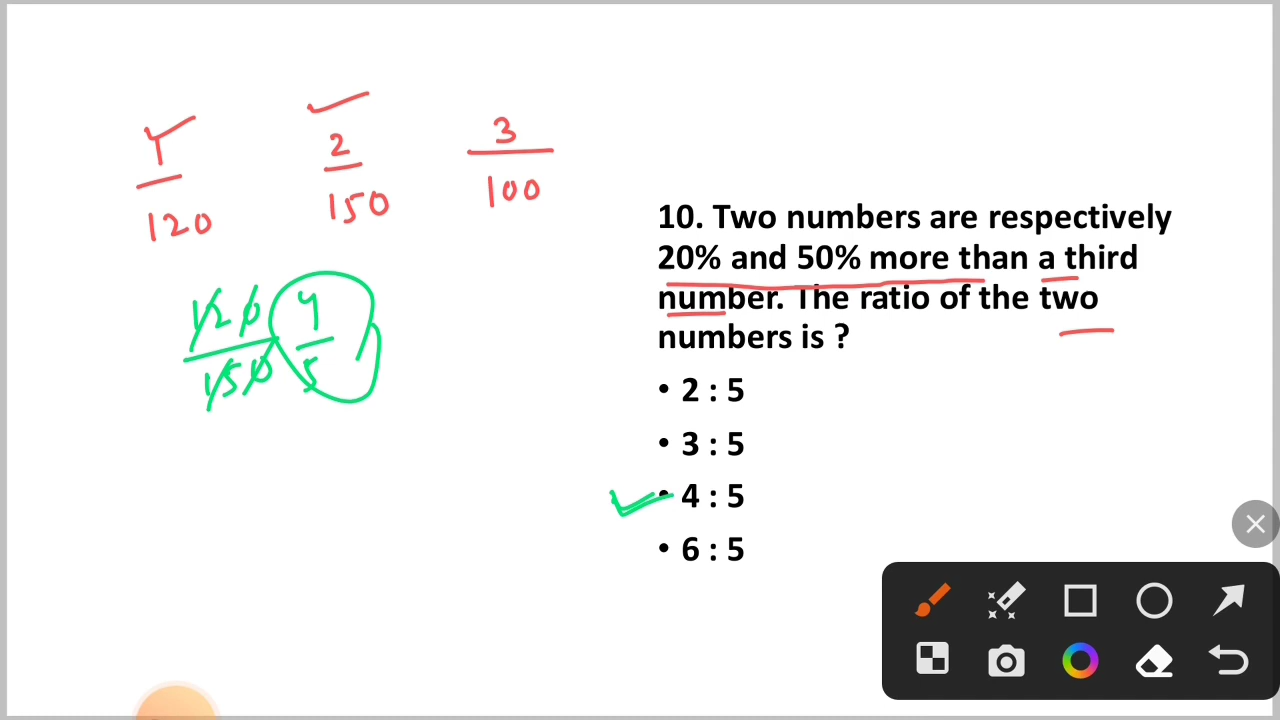 1 2 3
120 150 100
120 4
150 5
10. Two numbers are respectively
20% and 50% more than a third
number. The ratio of the two
numbers is ?
• 2 : 5
• 3 : 5
• 4 : 5
• 6 : 5